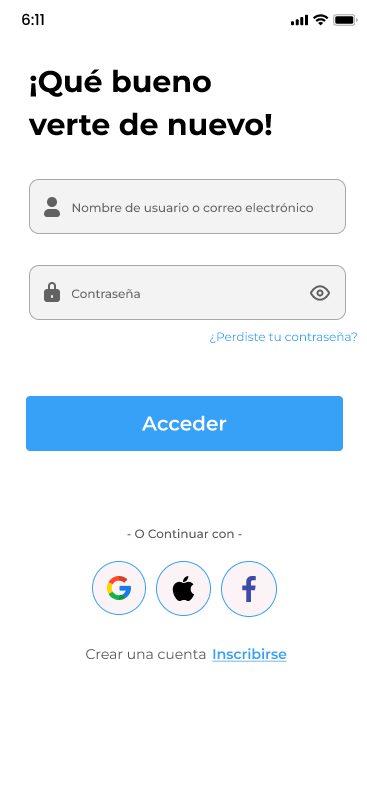 6:11
¡Qué bueno
verte de nuevo!
Nombre de usuario o correo electrónico
Contraseña
¿Perdiste tu contraseña?
Acceder
- O Continuar con -
Crear una cuenta Inscribirse